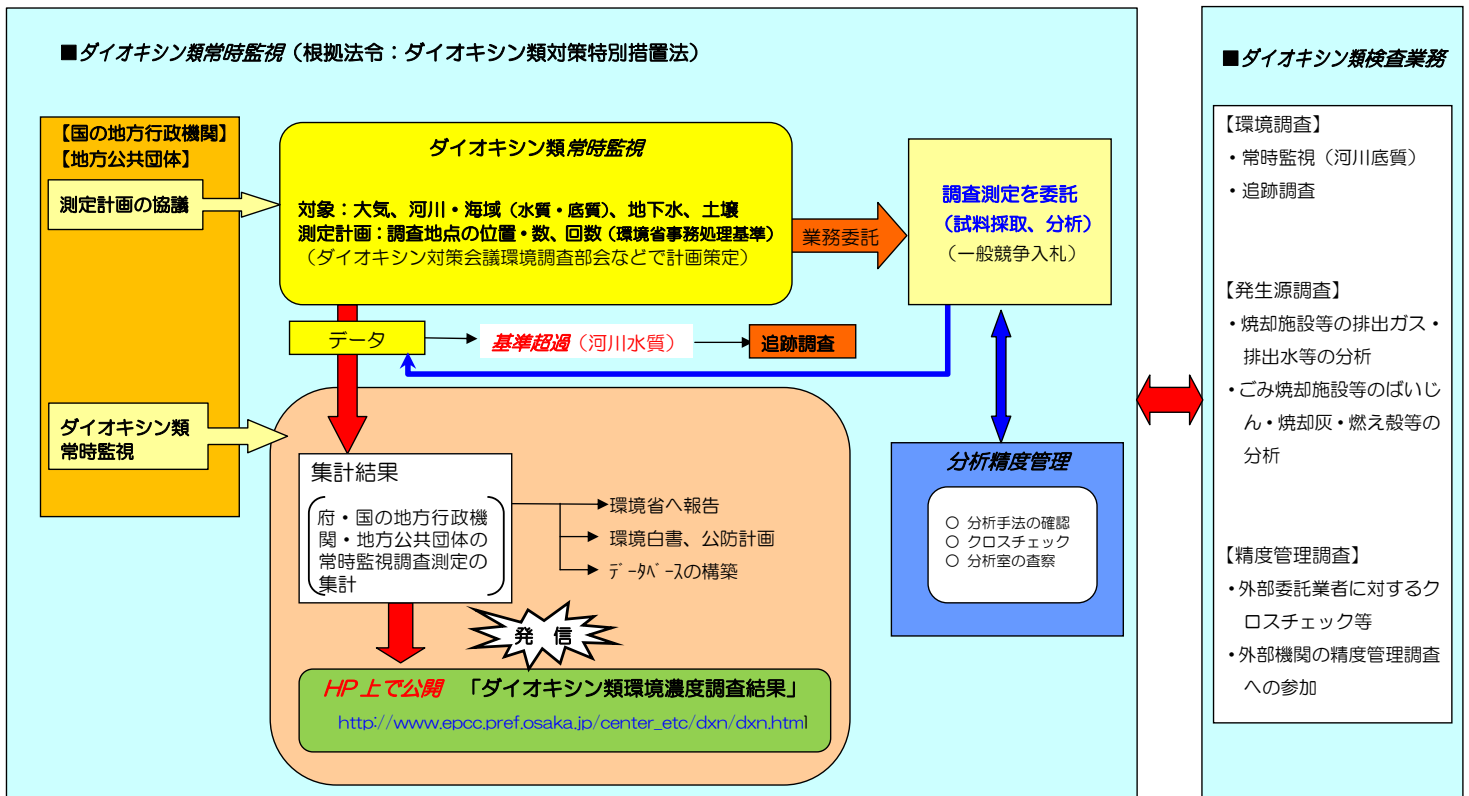 ■ダイオキシン類常時監視（根拠法令：ダイオキシン類対策特別措置法）
【国の地方行政機関】
【地方公共団体】
測定計画の協議
ダイオキシン類
常時監視
ダイオキシン類常時監視
対象：大気、河川・海域（水質・底質）、地下水、土壌
測定計画：調査地点の位置・数、回数（環境省事務処理基準）
（ダイオキシン対策会議環境調査部会などで計画策定）
業務委託
調査測定を委託
（試料採取、分析）
（一般競争入札）
データ
基準超過（河川水質）
追跡調査
集計結果
府・国の地方行政機
関・地方公共団体の
常時監視調査測定の
集計
環境省へ報告
環境白書、公防計画
ﾃﾞｰﾀﾍﾞｰｽの構築
発 信
HP上で公開 「ダイオキシン類環境濃度調査結果」
http://www.epcc.pref.osaka.jp/center_etc/dxn/dxn.html
分析精度管理
○ 分析手法の確認
○ クロスチェック
○ 分析室の査察
■ダイオキシン類検査業務
【環境調査】
・常時監視（河川底質）
・追跡調査
【発生源調査】
・焼却施設等の排出ガス・
排出水等の分析
・ごみ焼却施設等のばいじ
ん・焼却灰・燃え殻等の
分析
【精度管理調査】
・外部委託業者に対するク
ロスチェック等
・外部機関の精度管理調査
への参加